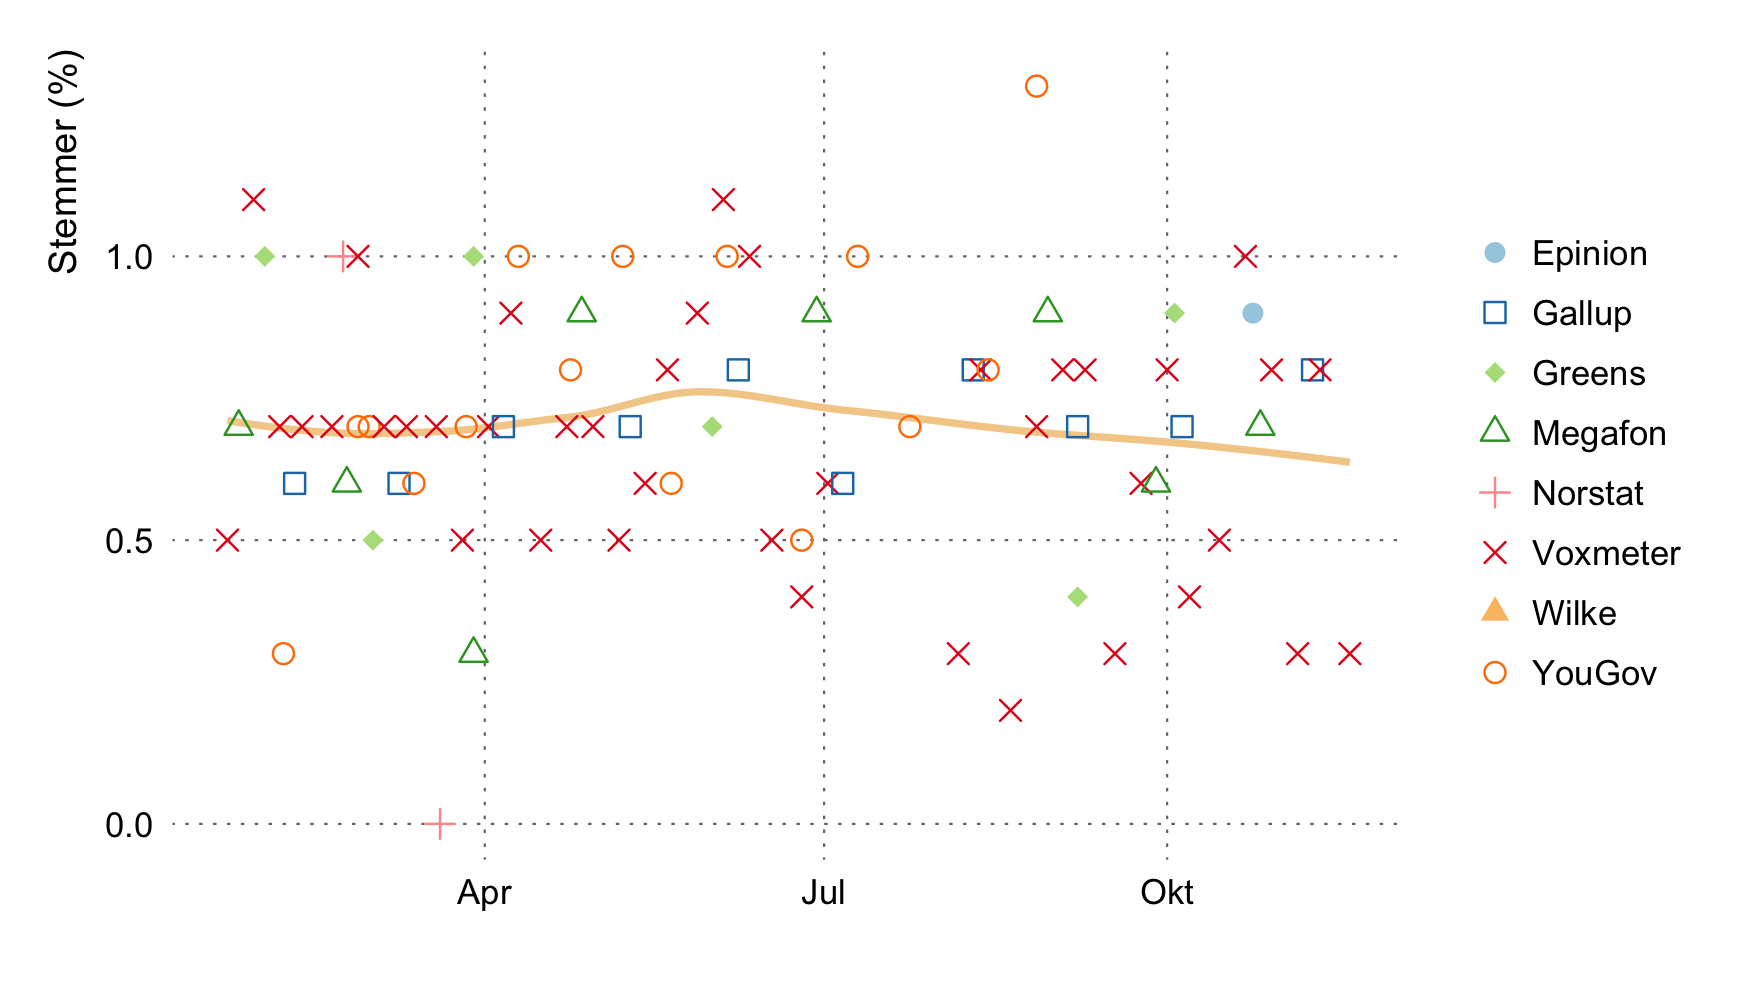 Stemmer (%)
1.0
0.5
0.0
Apr
Jul
Okt
Epinion
Gallup
Greens
Megafon
Norstat
Voxmeter
Wilke
YouGov